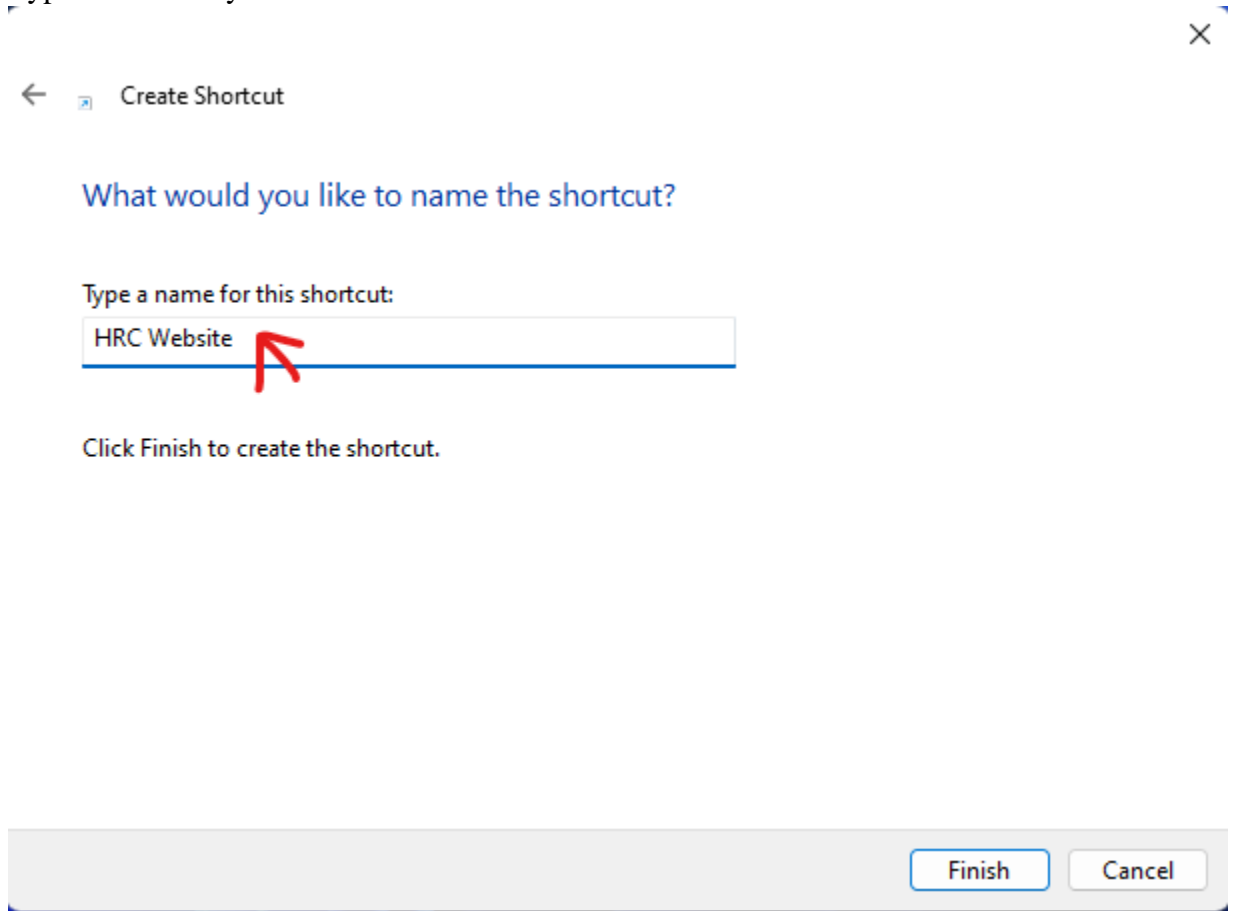 Create Shortcut
What would you like to name the shortcut?
Type a name for this shortcut:
HRC Website
Click Finish to create the shortcut.
Finish Cancel